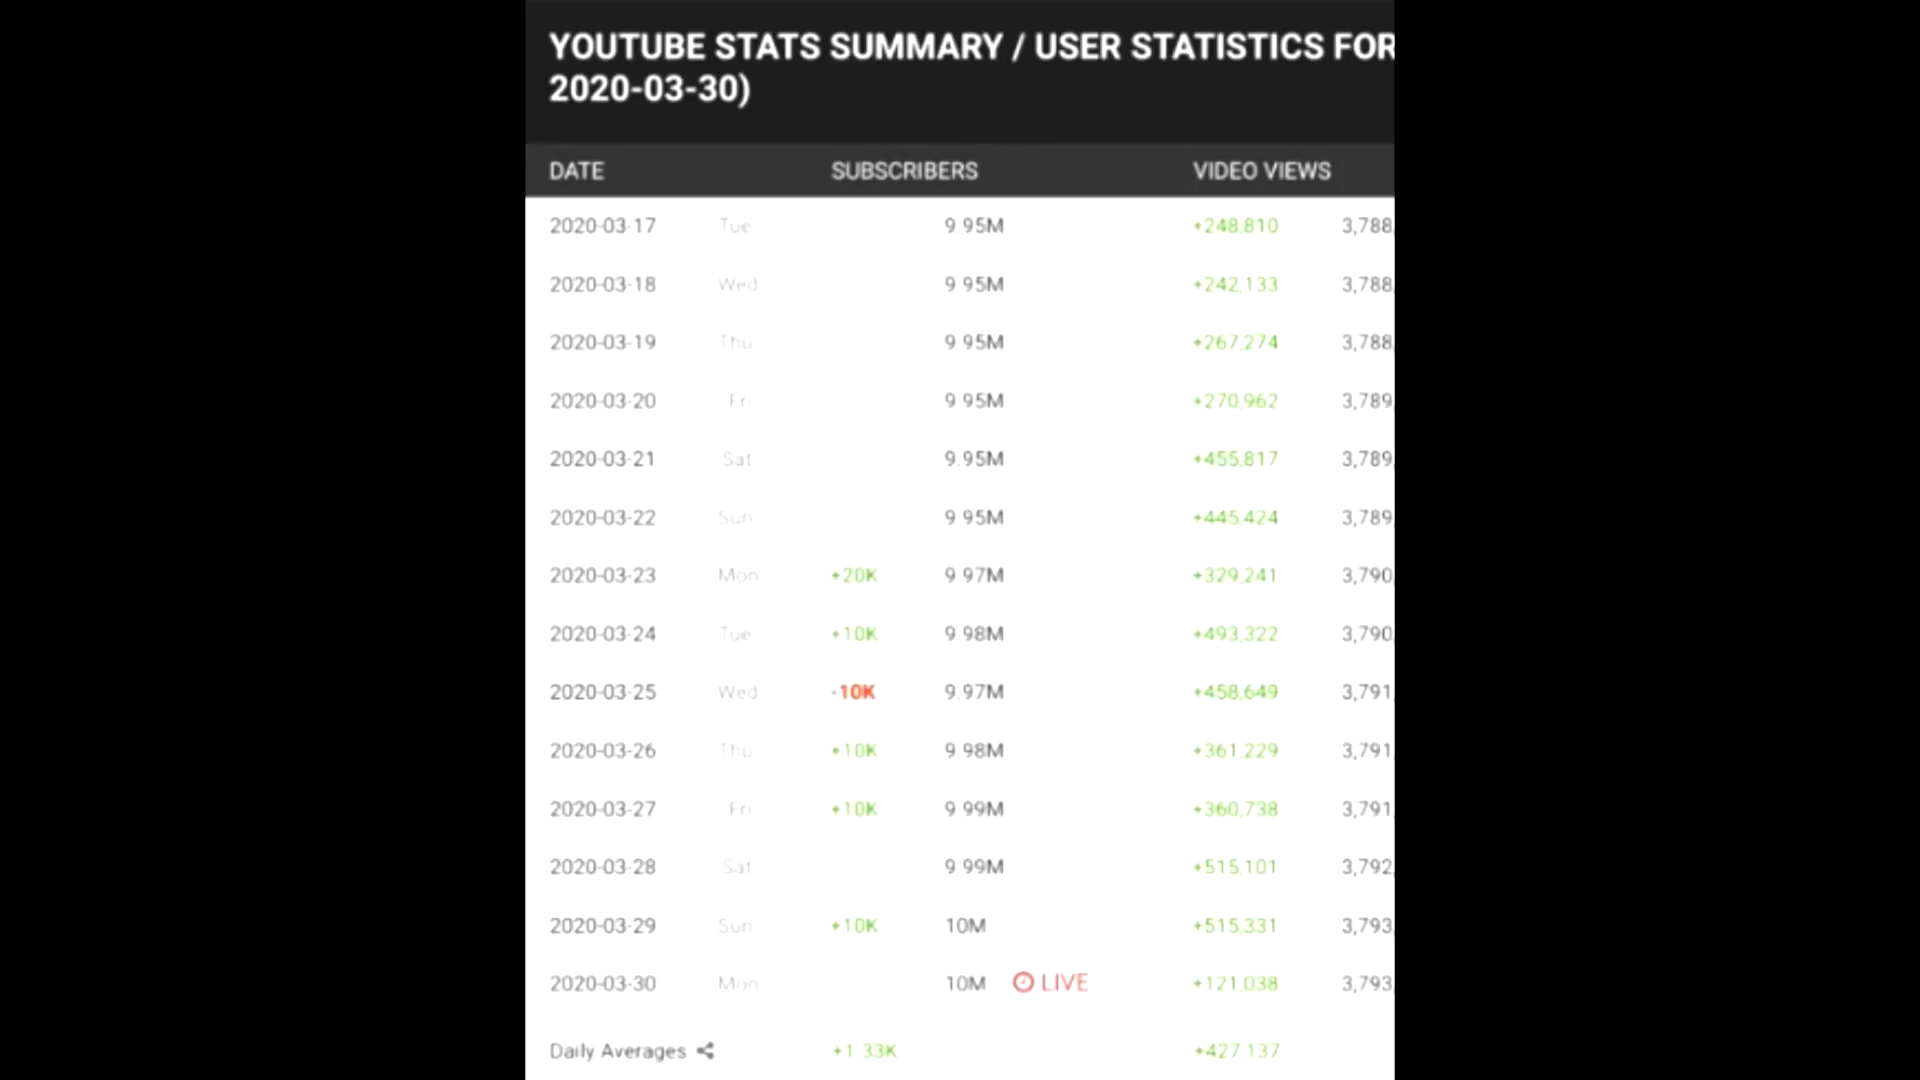 YOUTUBE STATS SUMMARY / USER STATISTICS FOR
2020-03-30)
DATE SUBSCRIBERS VIDEO VIEWS
2020-03-17 Tue 9.95M +248,810 3,788,
2020-03-18 Wed 9.95M +242,133 3,788,
2020-03-19 Thu 9.95M +267,274 3,788,
2020-03-20 Fri 9.95M +270,962 3,789,
2020-03-21 Sat 9.95M +455,817 3,789,
2020-03-22 Sun 9.95M +445,424 3,789,
2020-03-23 Mon +20K 9.97M +329,241 3,790,
2020-03-24 Tue +10K 9.98M +493,322 3,790,
2020-03-25 Wed -10K 9.97M +458,649 3,791,
2020-03-26 Thu +10K 9.98M +361,229 3,791,
2020-03-27 Fri +10K 9.99M +360,738 3,791,
2020-03-28 Sat 9.99M +515,101 3,792,
2020-03-29 Sun +10K 10M +515,331 3,793,
2020-03-30 Mon 10M LIVE +121,038 3,793,
Daily Averages +1.33K +427,137